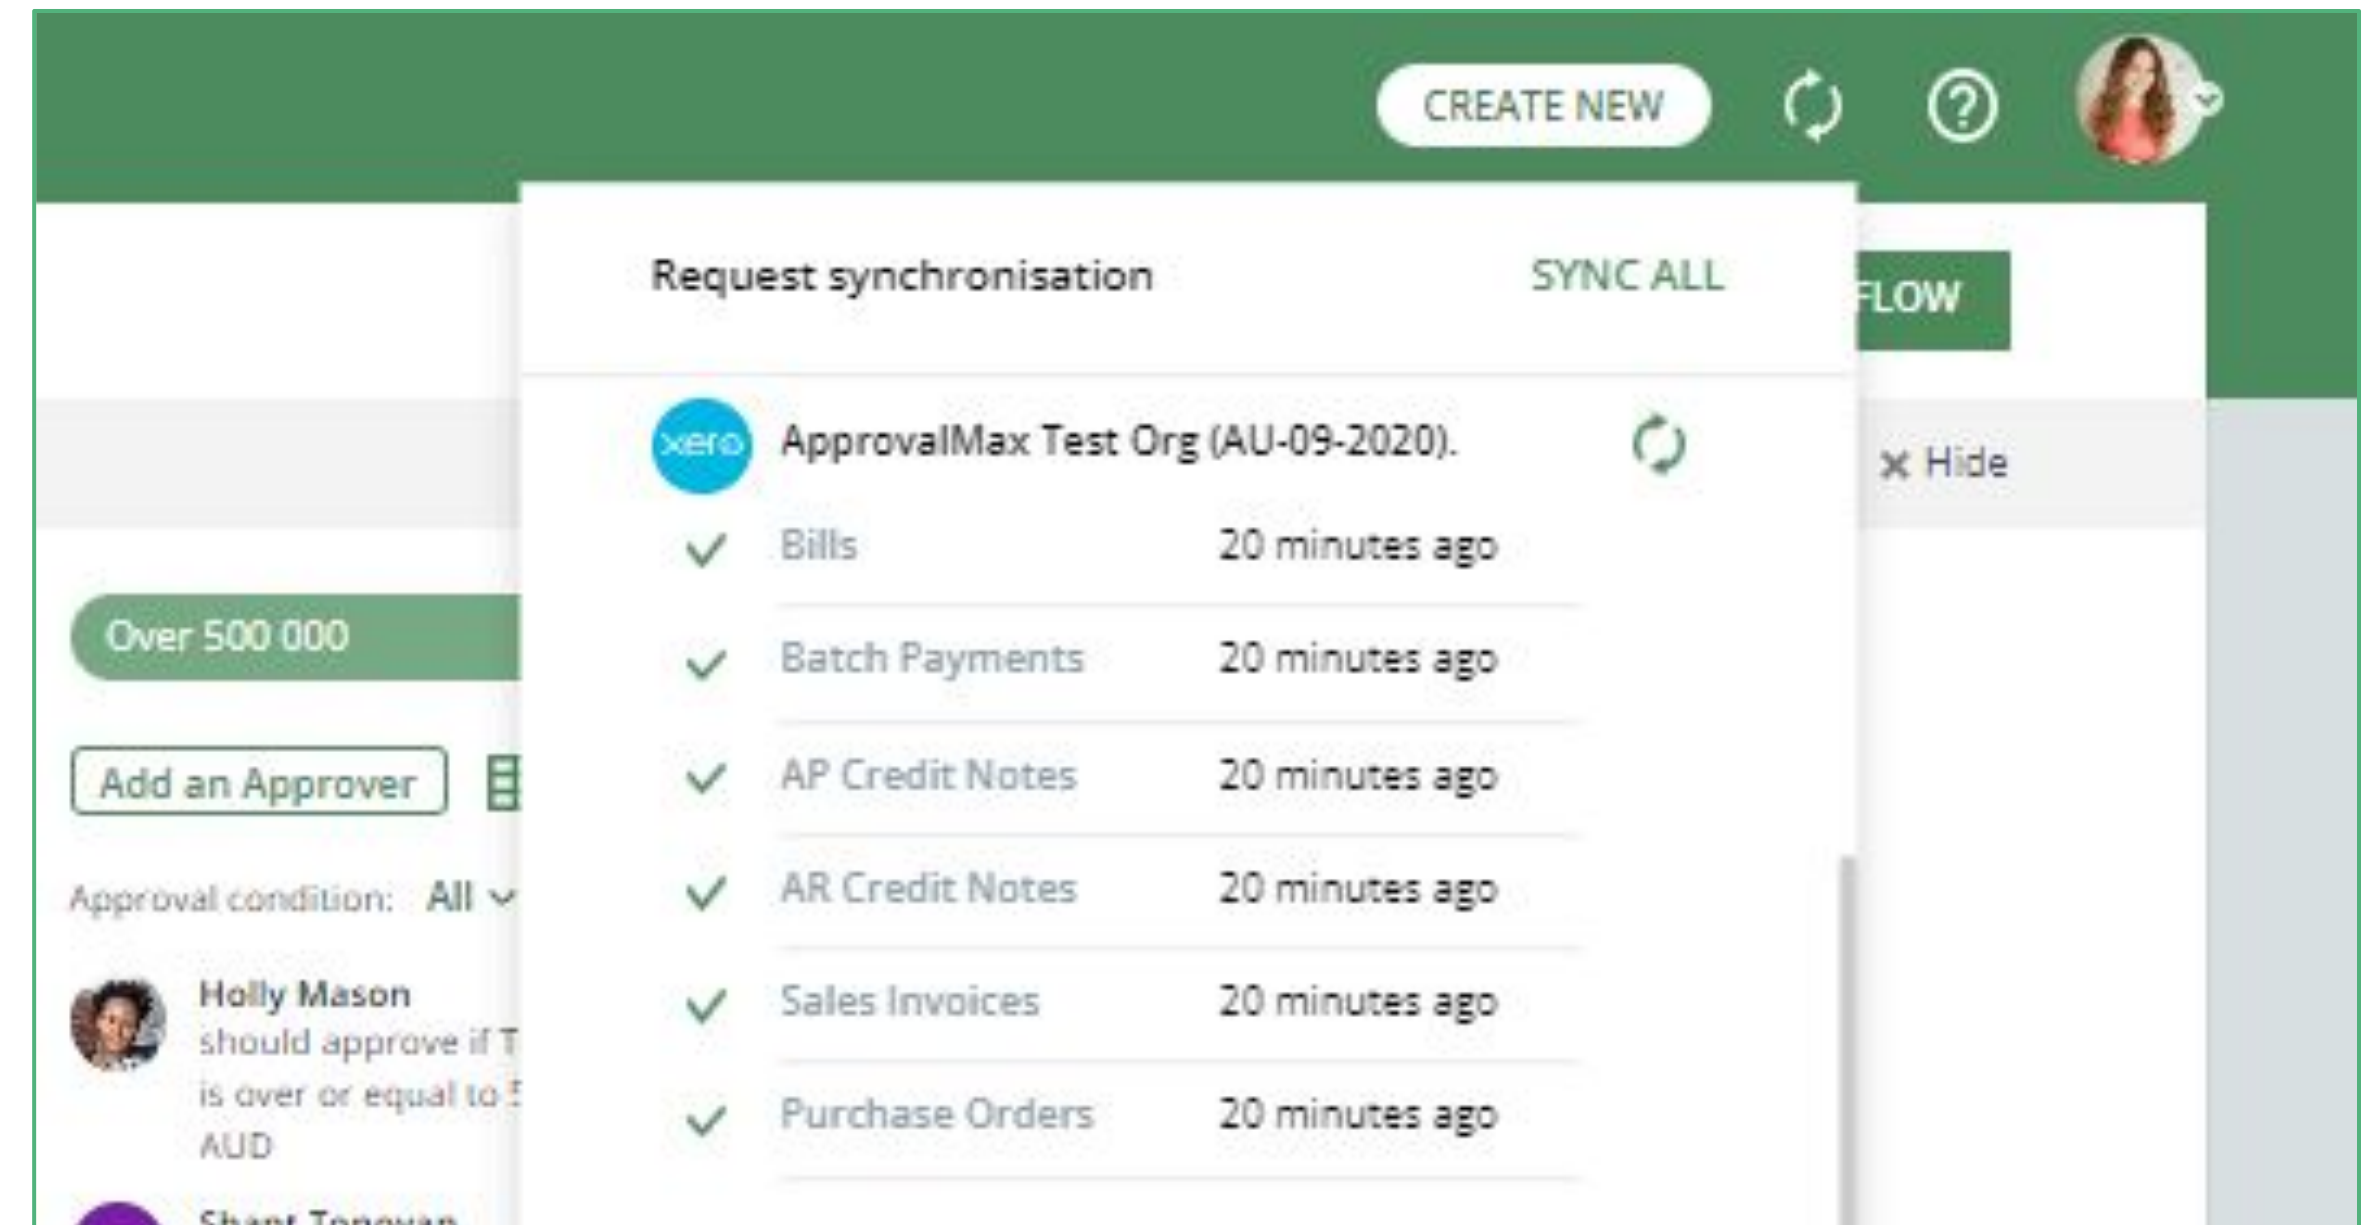 CREATE NEW
Request synchronisation SYNC ALL
FLOW
xero ApprovalMax Test Org (AU-09-2020).
Hide
Bills 20 minutes ago
Over 500 000
Batch Payments 20 minutes ago
Add an Approver
AP Credit Notes 20 minutes ago
Approval condition: All
AR Credit Notes 20 minutes ago
Holly Mason
Sales Invoices 20 minutes ago
should approve if T
is over or equal to 5
Purchase Orders 20 minutes ago
AUD